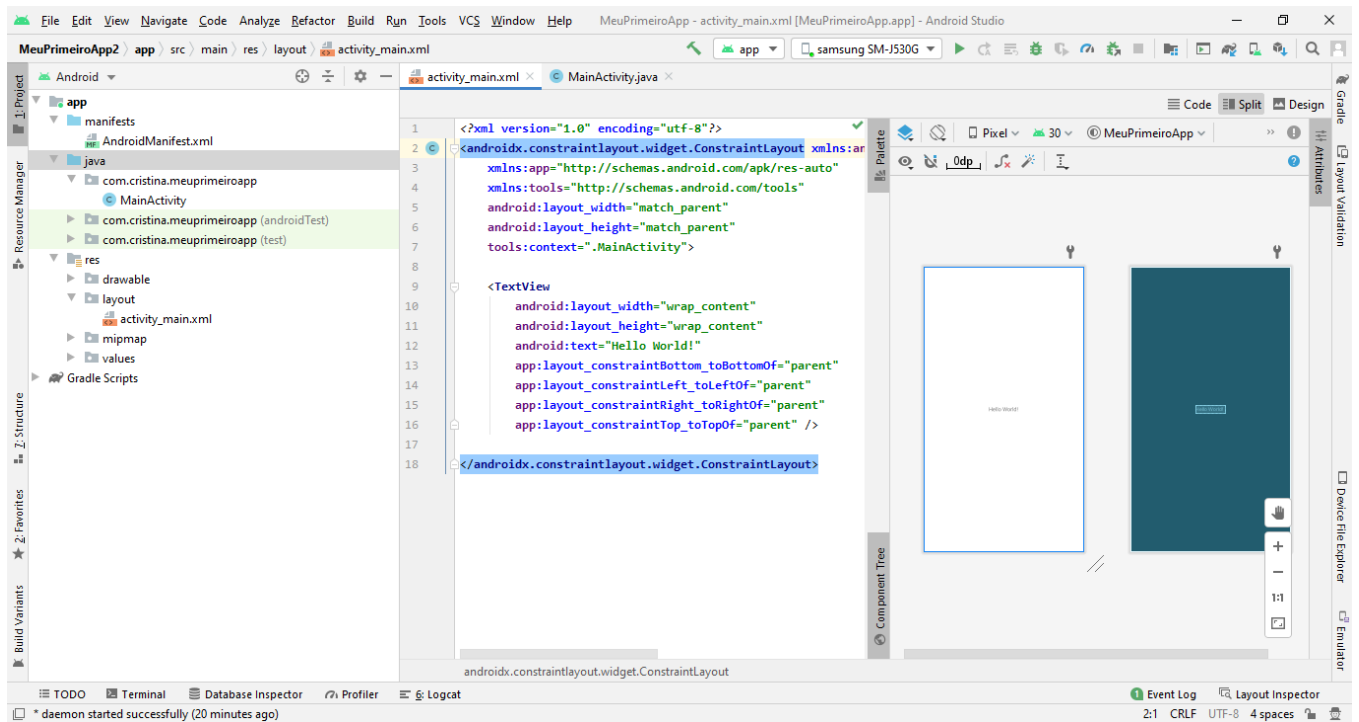 File Edit View Navigate Code Analyze Refactor Build Run Tools VCS Window Help MeuPrimeiroApp - activity_main.xml [MeuPrimeiroApp.app] - Android Studio
MeuPrimeiroApp2 app src main res layout activity_main.xml app samsung SM-J530G
Android activity_main.xml MainActivity.java
Code Split Design
1: Project
Resource Manager
Z: Structure
2: Favorites
Build Variants
app
manifests
AndroidManifest.xml
java
com.cristina.meuprimeiroapp
MainActivity
com.cristina.meuprimeiroapp (androidTest)
com.cristina.meuprimeiroapp (test)
res
drawable
layout
activity_main.xml
mipmap
values
Gradle Scripts
1 <?xml version="1.0" encoding="utf-8"?>
2 <androidx.constraintlayout.widget.ConstraintLayout xmlns:an
3 xmlns:app="http://schemas.android.com/apk/res-auto"
4 xmlns:tools="http://schemas.android.com/tools"
5 android:layout_width="match_parent"
6 android:layout_height="match_parent"
7 tools:context=".MainActivity">
8
9 <TextView
10 android:layout_width="wrap_content"
11 android:layout_height="wrap_content"
12 android:text="Hello World!"
13 app:layout_constraintBottom_toBottomOf="parent"
14 app:layout_constraintLeft_toLeftOf="parent"
15 app:layout_constraintRight_toRightOf="parent"
16 app:layout_constraintTop_toTopOf="parent" />
17
18 </androidx.constraintlayout.widget.ConstraintLayout>
androidx.constraintlayout.widget.ConstraintLayout
Palette
Component Tree
Pixel 30 MeuPrimeiroApp
0dp
Hello World!
Hello World!
1:1
Attributes
Gradle
Layout Validation
Device File Explorer
Emulator
TODO Terminal Database Inspector Profiler 6: Logcat 1 Event Log Layout Inspector
* daemon started successfully (20 minutes ago) 2:1 CRLF UTF-8 4 spaces